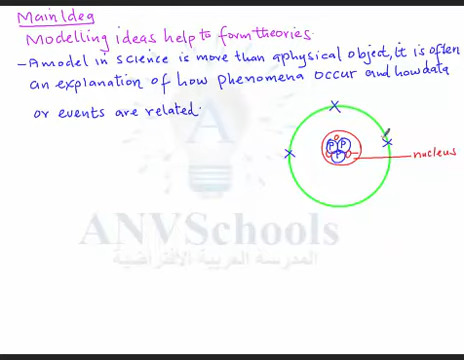 Main Idea
Modelling ideas help to form theories.
- A model in science is more than a physical object, it is often
an explanation of how phenomena occur and how data
or events are related.
x
x
x
P P
P
nucleus
A
ANVSchools
المدرسة العربية الافتراضية